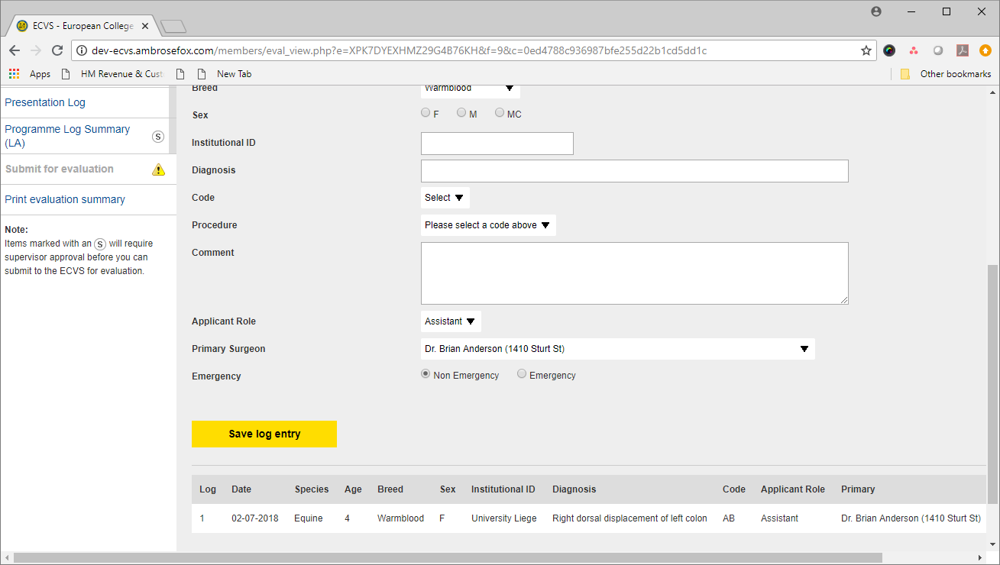 ECVS - European College
dev-ecvs.ambrosefox.com/members/eval_view.php?e=XPK7DYEXHMZ29G4B76KH&f=9&c=0ed4788c936987bfe255d22b1cd5dd1c
Apps HM Revenue & Cust New Tab Other bookmarks
Presentation Log
Programme Log Summary
(LA)
S
Submit for evaluation
Print evaluation summary
Note:
Items marked with an S will require
supervisor approval before you can
submit to the ECVS for evaluation.
Breed Warmblood
Sex F M MC
Institutional ID
Diagnosis
Code Select
Procedure Please select a code above
Comment
Applicant Role Assistant
Primary Surgeon Dr. Brian Anderson (1410 Sturt St)
Emergency Non Emergency Emergency
Save log entry
Log Date Species Age Breed Sex Institutional ID Diagnosis Code Applicant Role Primary
1 02-07-2018 Equine 4 Warmblood F University Liege Right dorsal displacement of left colon AB Assistant Dr. Brian Anderson (1410 Sturt St)